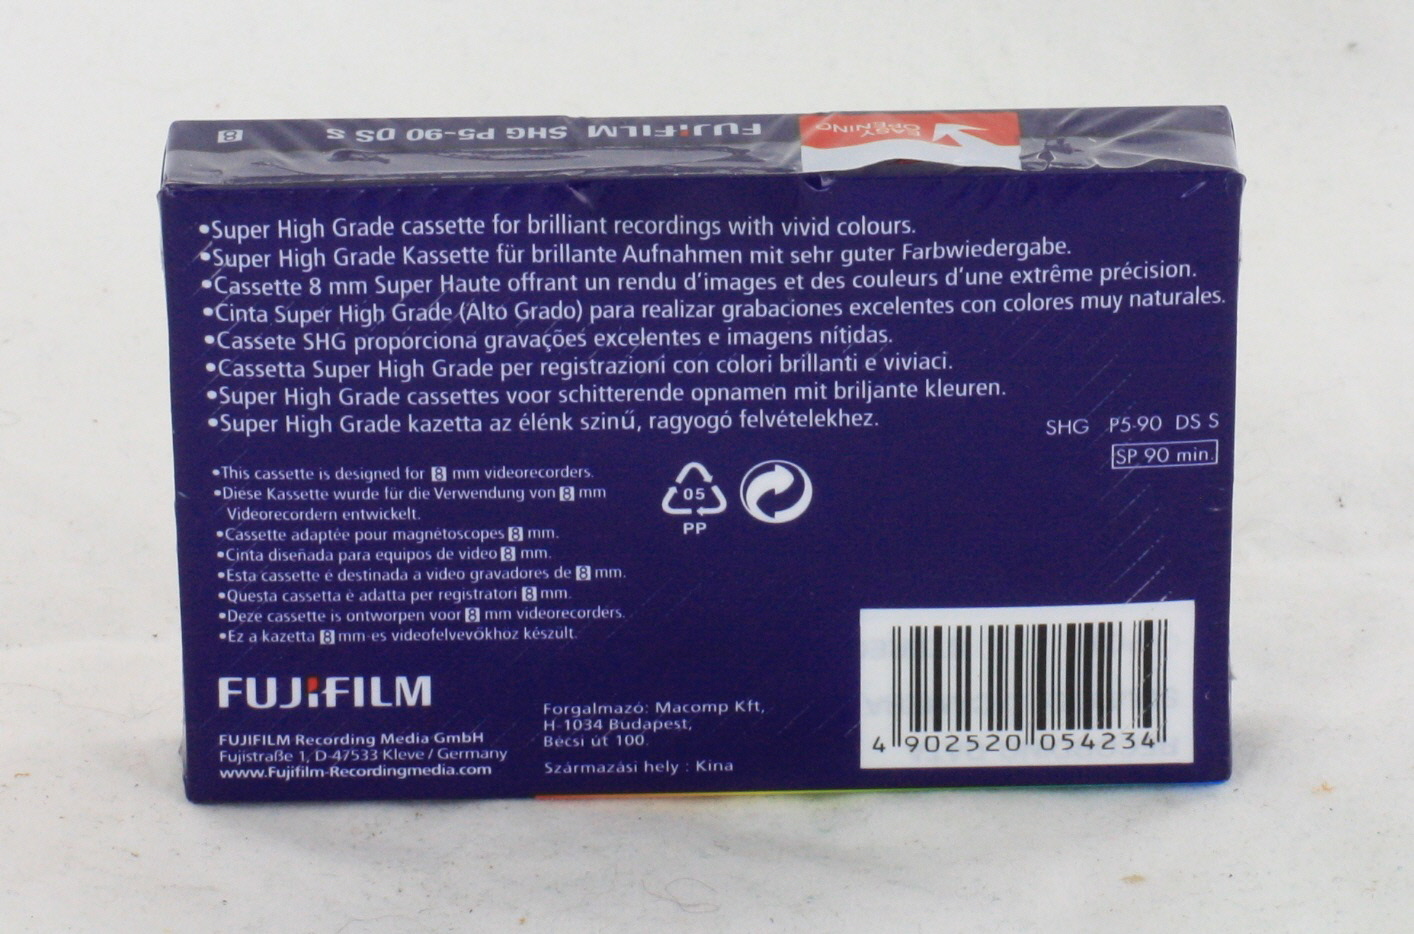 8 FUJIFILM SHG P5-90 DS S
EASY OPENING
•Super High Grade cassette for brilliant recordings with vivid colours.
•Super High Grade Kassette für brillante Aufnahmen mit sehr guter Farbwiedergabe.
•Cassette 8 mm Super Haute offrant un rendu d'images et des couleurs d'une extrême précision.
•Cinta Super High Grade (Alto Grado) para realizar grabaciones excelentes con colores muy naturales.
•Cassete SHG proporciona gravações excelentes e imagens nítidas.
•Cassetta Super High Grade per registrazioni con colori brillanti e viviaci.
•Super High Grade cassettes voor schitterende opnamen mit briljante kleuren.
•Super High Grade kazetta az élénk szinű, ragyogó felvételekhez.
SHG P5-90 DS S
SP 90 min.
•This cassette is designed for 8 mm videorecorders.
•Diese Kassette wurde für die Verwendung von 8 mm
Videorecordern entwickelt.
•Cassette adaptée pour magnétoscopes 8 mm.
•Cinta diseñada para equipos de video 8 mm.
•Esta cassette é destinada a video gravadores de 8 mm.
•Questa cassetta è adatta per registratori 8 mm.
•Deze cassette is ontworpen voor 8 mm videorecorders.
•Ez a kazetta 8 mm-es videofelvevőkhöz készült.
05
PP
FUJIFILM
FUJIFILM Recording Media GmbH
Fujistraße 1, D-47533 Kleve / Germany
www.Fujifilm-Recordingmedia.com
Forgalmazó: Macomp Kft,
H-1034 Budapest,
Bécsi út 100.
Származási hely : Kína
4 902520 054234